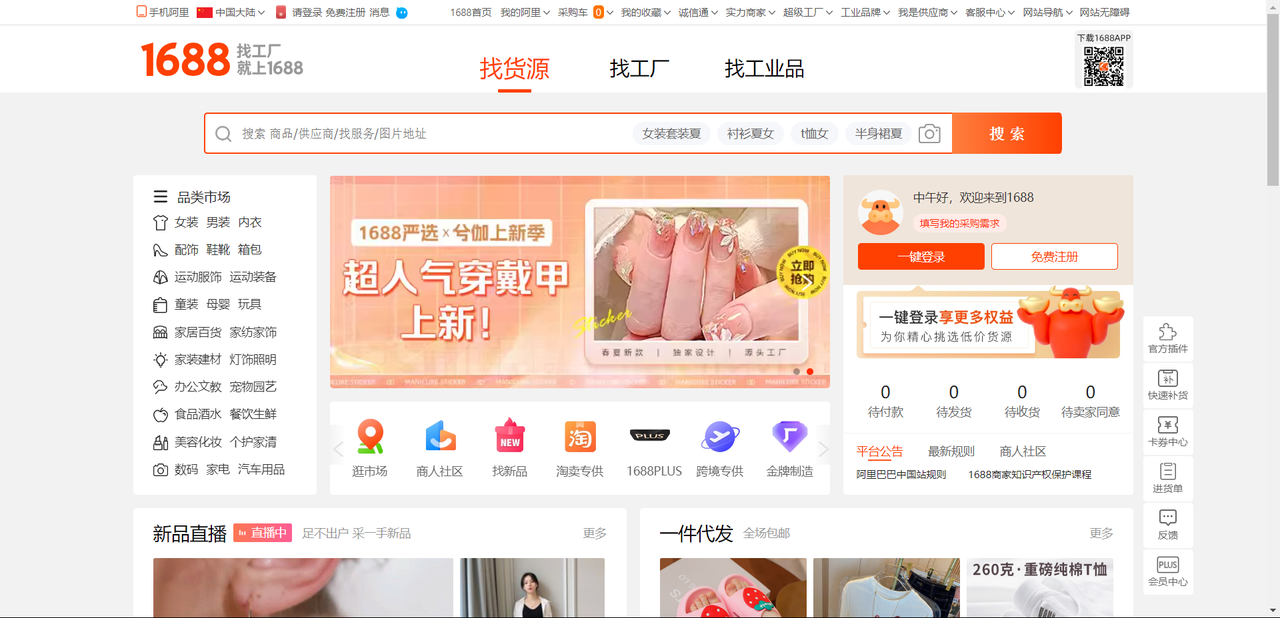 手机阿里 中国大陆 请登录 免费注册 消息 1688首页 我的阿里 采购车 0 我的收藏 诚信通 实力商家 超级工厂 工业品牌 我是供应商 客服中心 网站导航 网站无障碍
1688 找工厂
就上1688
找货源 找工厂 找工业品
下载1688APP
搜索 商品/供应商/找服务/图片地址 女装套装夏 衬衫夏女 t恤女 半身裙夏 搜 索
品类市场
女装 男装 内衣
配饰 鞋靴 箱包
运动服饰 运动装备
童装 母婴 玩具
家居百货 家纺家饰
家装建材 灯饰照明
办公文教 宠物园艺
食品酒水 餐饮生鲜
美容化妆 个护家清
数码 家电 汽车用品
1688严选 x 兮伽上新季
超人气穿戴甲
上新!
Sticker
立即
抢购
BUY NOW
春夏新款 | 独家设计 | 源头工厂
MANICURE STICKER MANICURE STICKER MANICURE STICKER MANICURE STICKER MANICURE STICKER
NEW
淘
PLUS
逛市场 商人社区 找新品 淘卖专供 1688PLUS 跨境专供 金牌制造
中午好，欢迎来到1688
填写我的采购需求
一键登录 免费注册
一键登录享更多权益
为你精心挑选低价货源
0 0 0 0
待付款 待发货 待收货 待卖家同意
平台公告 最新规则 商人社区
阿里巴巴中国站规则 1688商家知识产权保护课程
官方插件
补
快速补货
卡券中心
进货单
反馈
PLUS
会员中心
新品直播 直播中 足不出户 采一手新品 更多
一件代发 全场包邮 更多
260克·重磅纯棉T恤